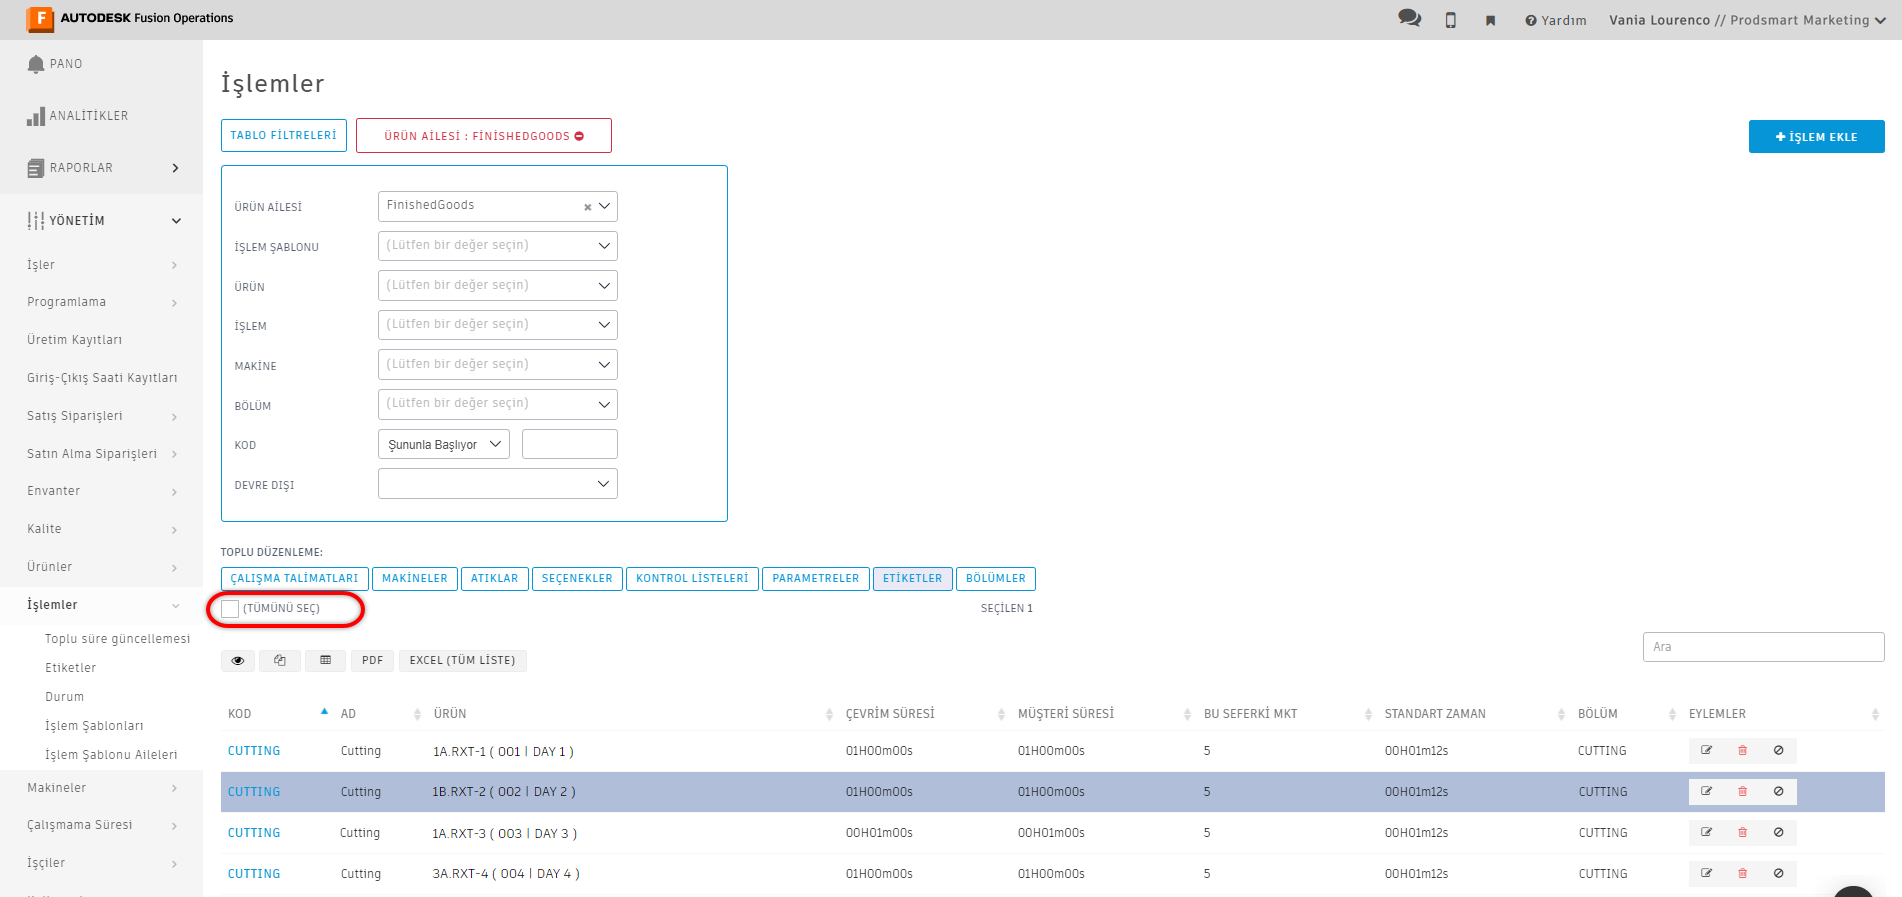 AUTODESK Fusion Operations
Yardım
Vania Lourenco // Prodsmart Marketing
PANO
ANALİTİKLER
RAPORLAR
YÖNETİM
İşler
Programlama
Üretim Kayıtları
Giriş-Çıkış Saati Kayıtları
Satış Siparişleri
Satın Alma Siparişleri
Envanter
Kalite
Ürünler
İşlemler
Toplu süre güncellemesi
Etiketler
Durum
İşlem Şablonları
İşlem Şablonu Aileleri
Makineler
Çalışmama Süresi
İşçiler
İşlemler
TABLO FİLTRELERİ
ÜRÜN AİLESİ : FİNİSHEDGOODS
İŞLEM EKLE
ÜRÜN AİLESİ FinishedGoods
İŞLEM ŞABLONU (Lütfen bir değer seçin)
ÜRÜN (Lütfen bir değer seçin)
İŞLEM (Lütfen bir değer seçin)
MAKİNE (Lütfen bir değer seçin)
BÖLÜM (Lütfen bir değer seçin)
KOD Şununla Başlıyor
DEVRE DIŞI
TOPLU DÜZENLEME:
ÇALIŞMA TALİMATLARI MAKİNELER ATIKLAR SEÇENEKLER KONTROL LİSTELERİ PARAMETRELER ETİKETLER BÖLÜMLER
(TÜMÜNÜ SEÇ) SEÇİLEN 1
Ara
PDF EXCEL (TÜM LİSTE)
KOD AD ÜRÜN ÇEVRİM SÜRESİ MÜŞTERİ SÜRESİ BU SEFERKİ MKT STANDART ZAMAN BÖLÜM EYLEMLER
CUTTING Cutting 1A.RXT-1 ( 001 | DAY 1 ) 01H00m00s 01H00m00s 5 00H01m12s CUTTING
CUTTING Cutting 1B.RXT-2 ( 002 | DAY 2 ) 01H00m00s 01H00m00s 5 00H01m12s CUTTING
CUTTING Cutting 1A.RXT-3 ( 003 | DAY 3 ) 00H01m00s 00H01m00s 5 00H01m12s CUTTING
CUTTING Cutting 3A.RXT-4 ( 004 | DAY 4 ) 01H00m00s 01H00m00s 5 00H01m12s CUTTING